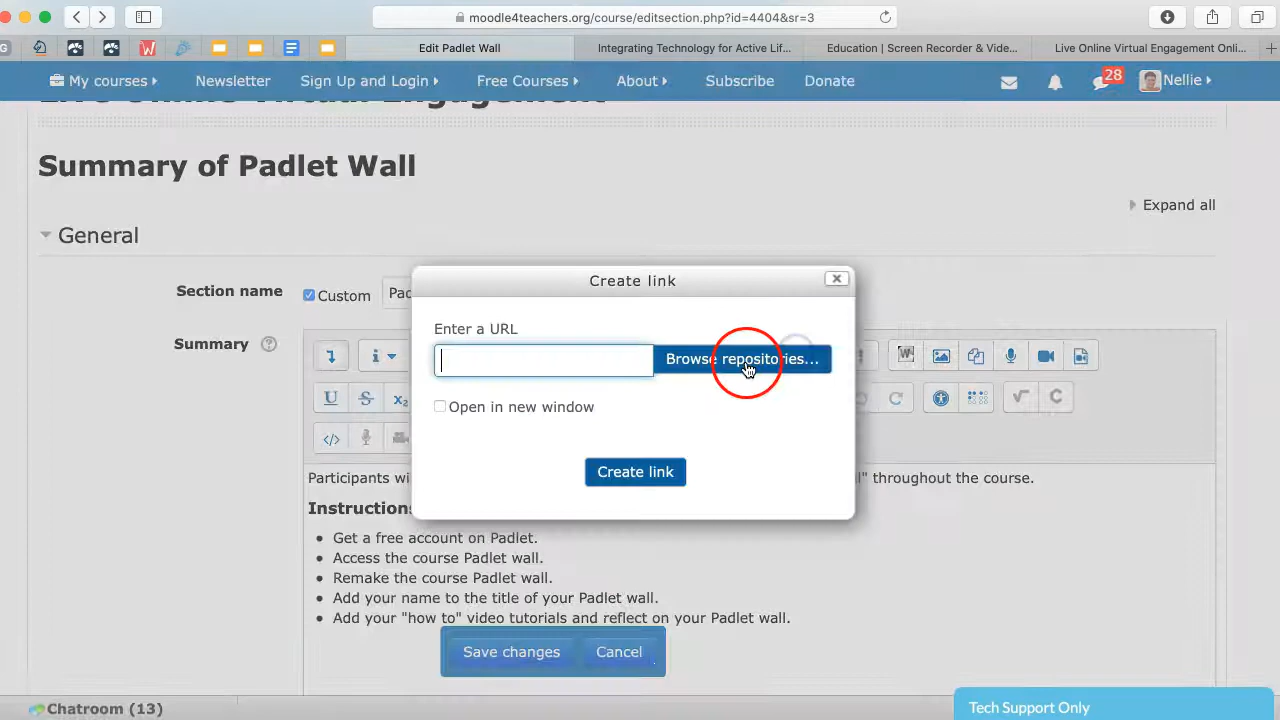 moodle4teachers.org/course/editsection.php?id=4404&sr=3
Edit Padlet Wall
Integrating Technology for Active Lif...
Education | Screen Recorder & Vide...
Live Online Virtual Engagement Onli...
My courses
Newsletter
Sign Up and Login
Free Courses
About
Subscribe
Donate
28
Nellie
Live Online Virtual Engagement
Summary of Padlet Wall
Expand all
General
Section name
Custom
Pad
Create link
Enter a URL
Browse repositories...
Open in new window
Create link
Summary
Participants wi
l" throughout the course.
Instructions
Get a free account on Padlet.
Access the course Padlet wall.
Remake the course Padlet wall.
Add your name to the title of your Padlet wall.
Add your "how to" video tutorials and reflect on your Padlet wall.
Save changes
Cancel
Chatroom (13)
Tech Support Only